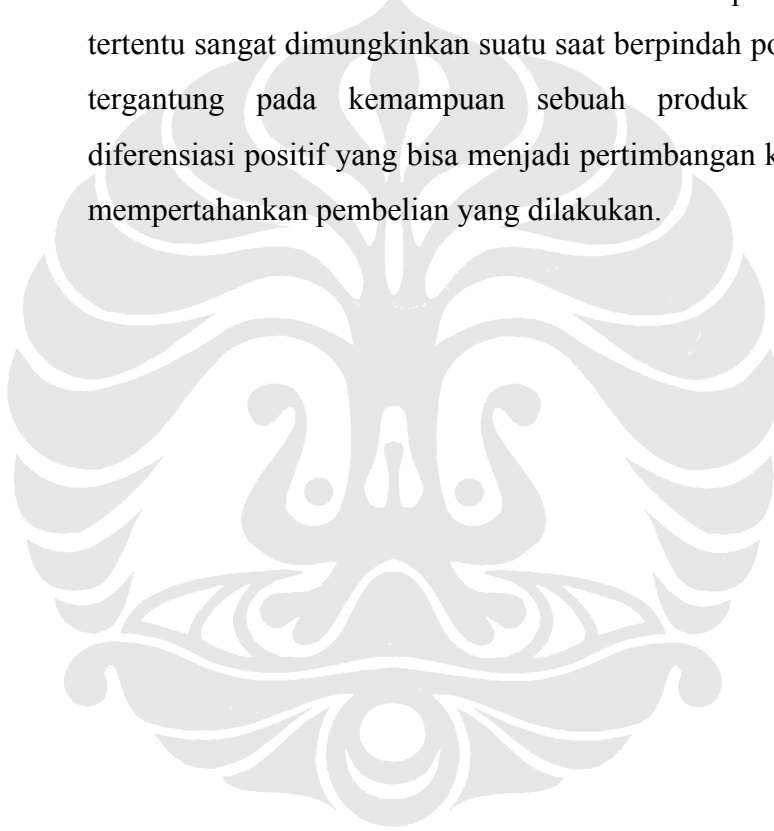 tertentu sangat dimungkinkan suatu saat berpindah
tergantung pada kemampuan sebuah produk
diferensiasi positif yang bisa menjadi pertimbangan
mempertahankan pembelian yang dilakukan.